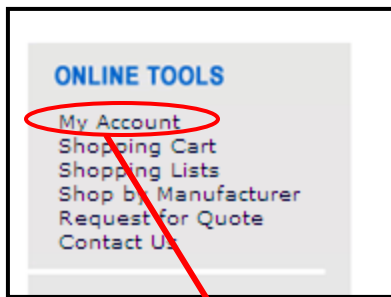 ONLINE TOOLS
My Account
Shopping Cart
Shopping Lists
Shop by Manufacturer
Request for Quote
Contact Us